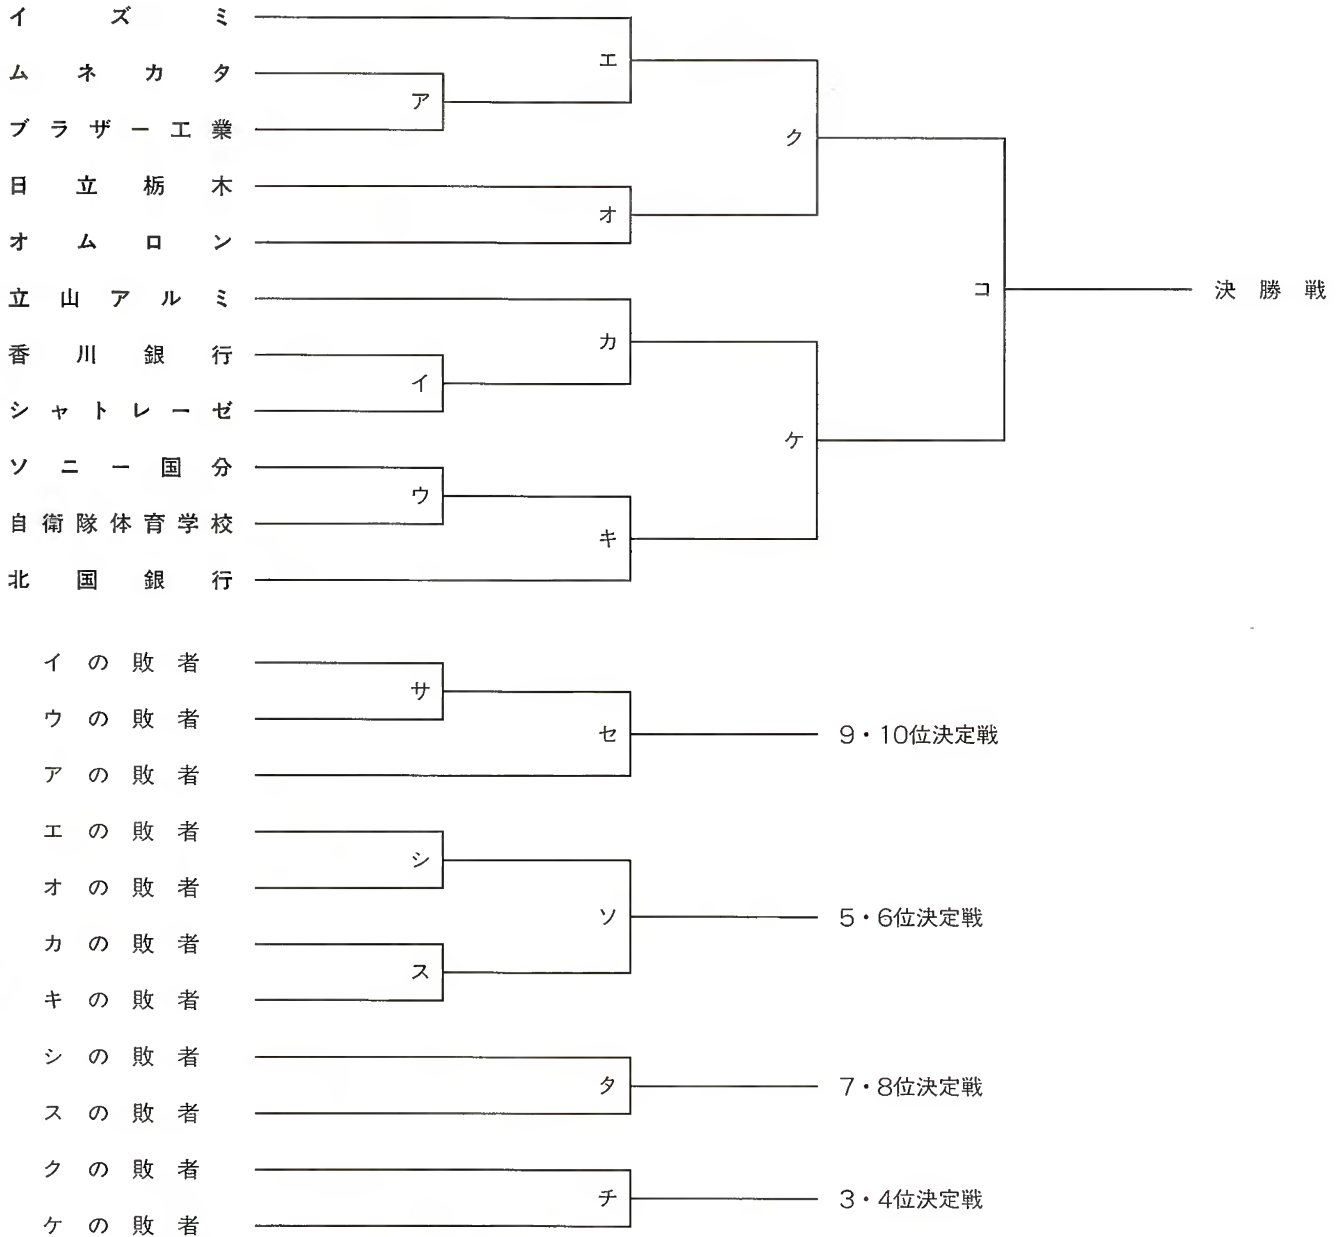 イズミ
エ
ムネカタ
ア
ブラザー工業
ク
日立栃木
オ
オムロン
立山アルミ
コ
決勝戦
カ
香川銀行
イ
シャトレーゼ
ケ
ソニー国分
ウ
自衛隊体育学校
キ
北国銀行
イの敗者
サ
ウの敗者
セ
9・10位決定戦
アの敗者
エの敗者
シ
オの敗者
ソ
5・6位決定戦
カの敗者
ス
キの敗者
シの敗者
タ
7・8位決定戦
スの敗者
クの敗者
チ
3・4位決定戦
ケの敗者